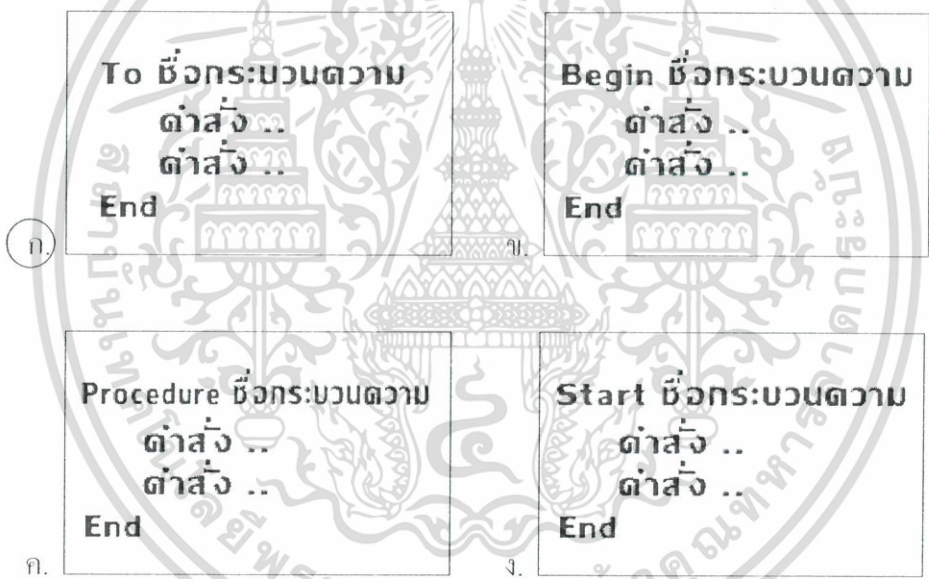 To ชื่อกระบวนความ
คำสั่ง ..
คำสั่ง ..
End
ก.
Begin ชื่อกระบวนความ
คำสั่ง ..
คำสั่ง ..
End
ข.
Procedure ชื่อกระบวนความ
คำสั่ง ..
คำสั่ง ..
End
ค.
Start ชื่อกระบวนความ
คำสั่ง ..
คำสั่ง ..
End
ง.